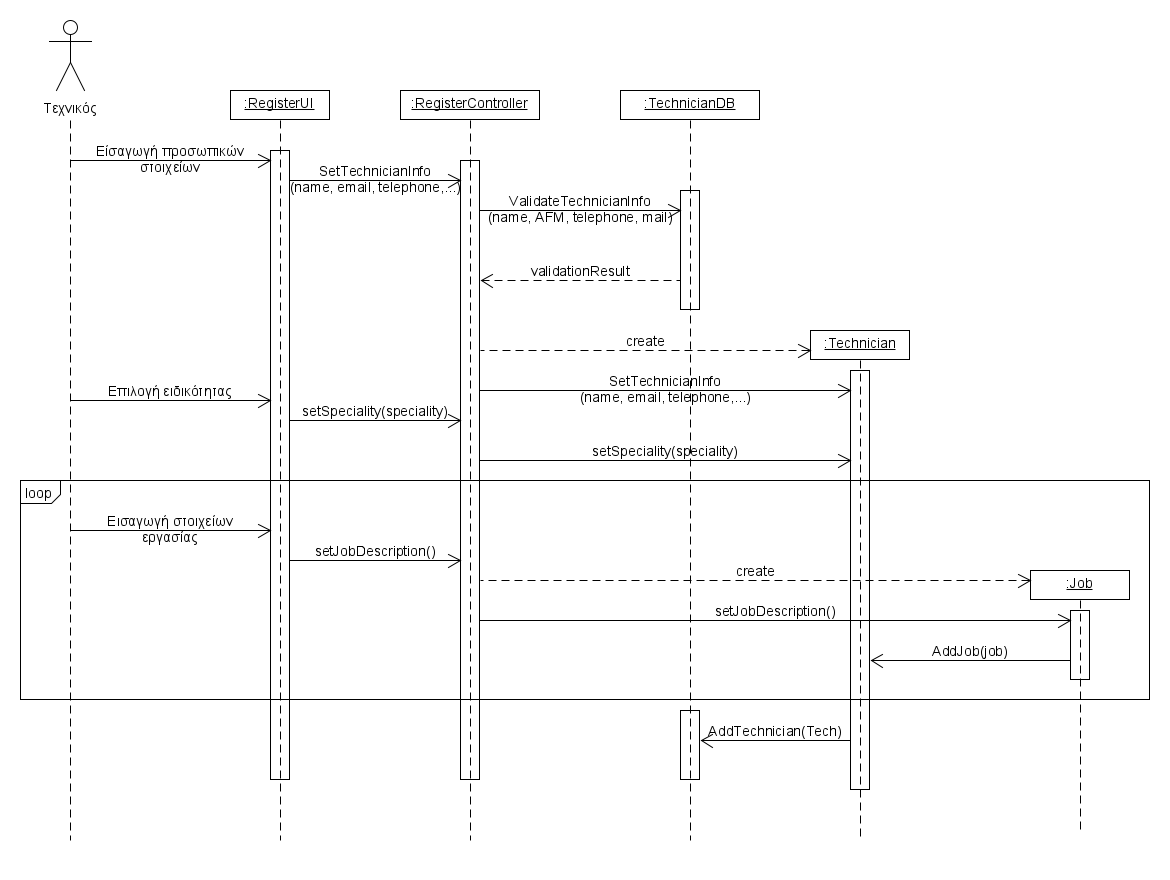 Τεχνικός
:RegisterUI
:RegisterController
:TechnicianDB
Είσαγωγή προσωπικών
στοιχείων
SetTechnicianInfo
(name, email, telephone,...)
ValidateTechnicianInfo
(name, AFM, telephone, mail)
validationResult
create
:Technician
SetTechnicianInfo
(name, email, telephone,...)
Επιλογή ειδικότητας
setSpeciality(speciality)
setSpeciality(speciality)
loop
Εισαγωγή στοιχείων
εργασίας
setJobDescription()
create
:Job
setJobDescription()
AddJob(job)
AddTechnician(Tech)